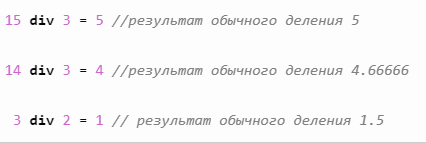 15 div 3 = 5 //результат обычного деления 5
14 div 3 = 4 //результат обычного деления 4.66666
3 div 2 = 1 // результат обычного деления 1.5